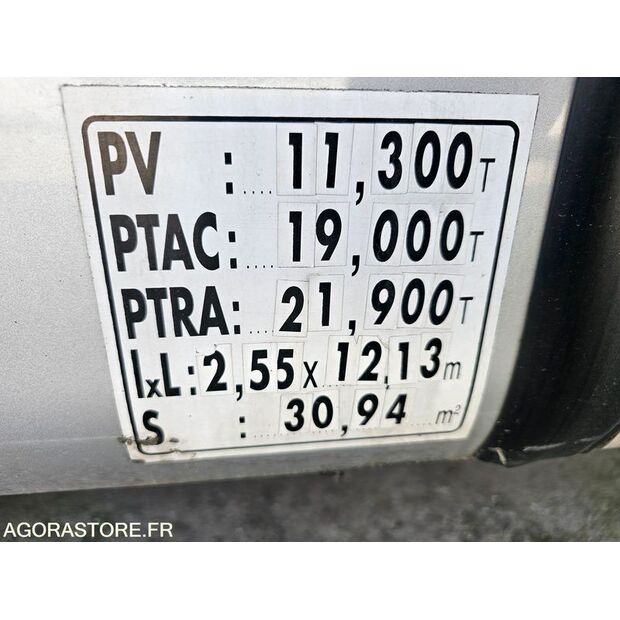 PV : 11,300 T
PTAC: 19,000 T
PTRA: 21,900 T
lxL: 2,55 x 12,13 m
S : 30,94 m²
AGORASTORE.FR